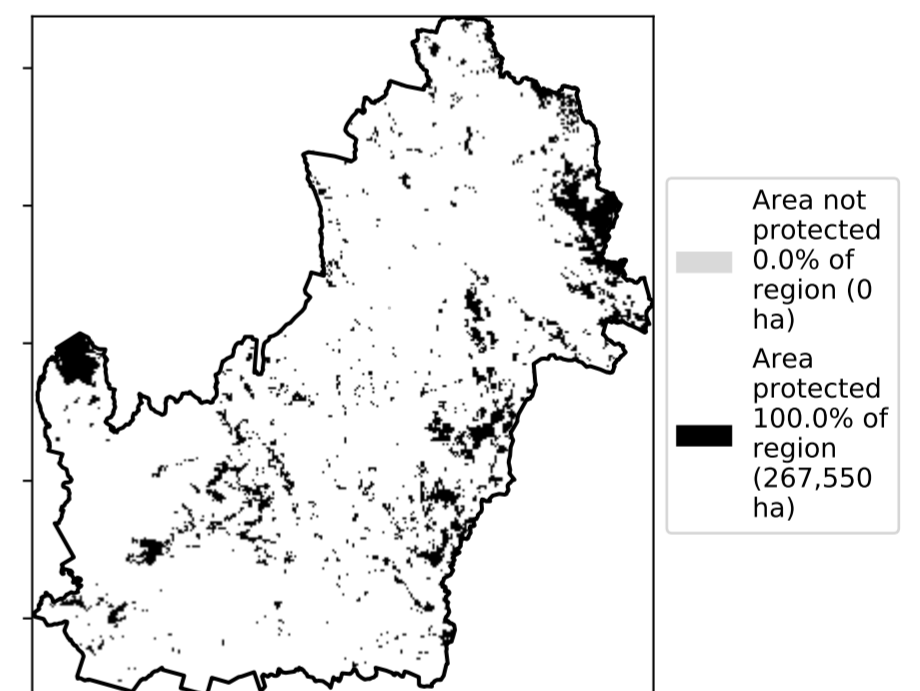 Area not
protected
0.0% of
region (0
ha)
Area
protected
100.0% of
region
(267,550
ha)